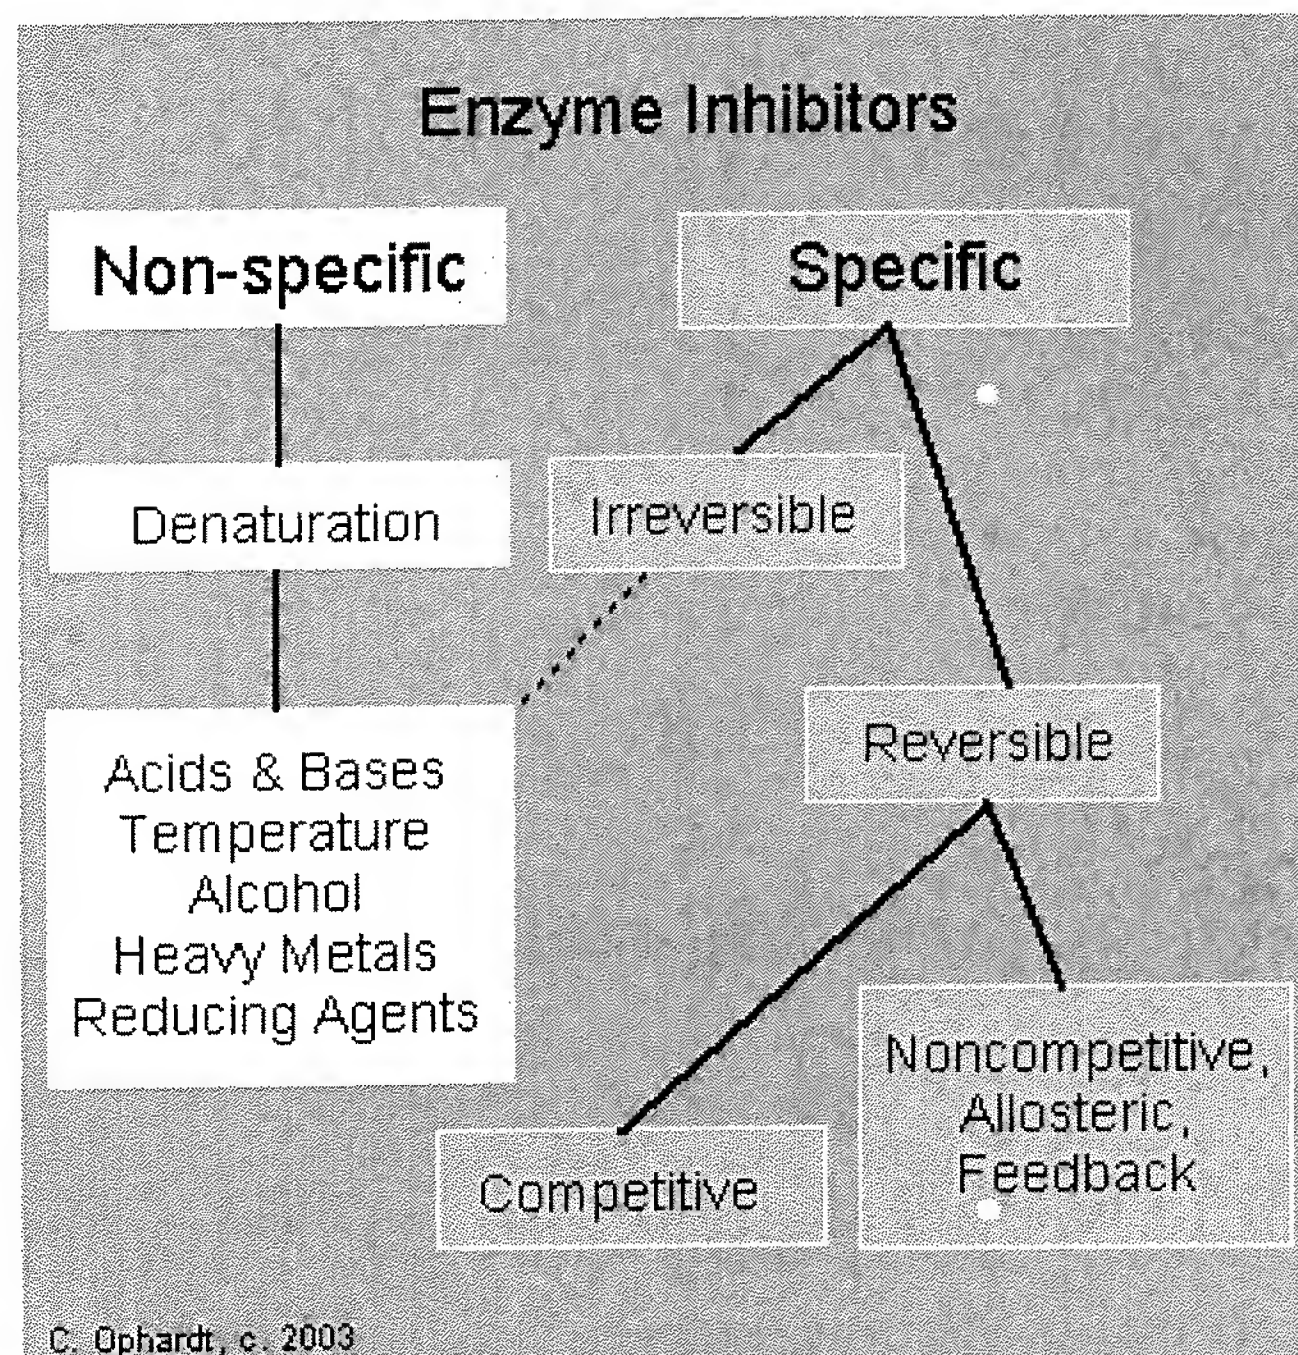 Enzyme Inhibitors
Non-specific
Specific
Denaturation
Irreversible
Reversible
Acids & Bases
Temperature
Alcohol
Heavy Metals
Reducing Agents
Competitive
Noncompetitive,
Allosteric,
Feedback
C. Ophardt, c. 2003